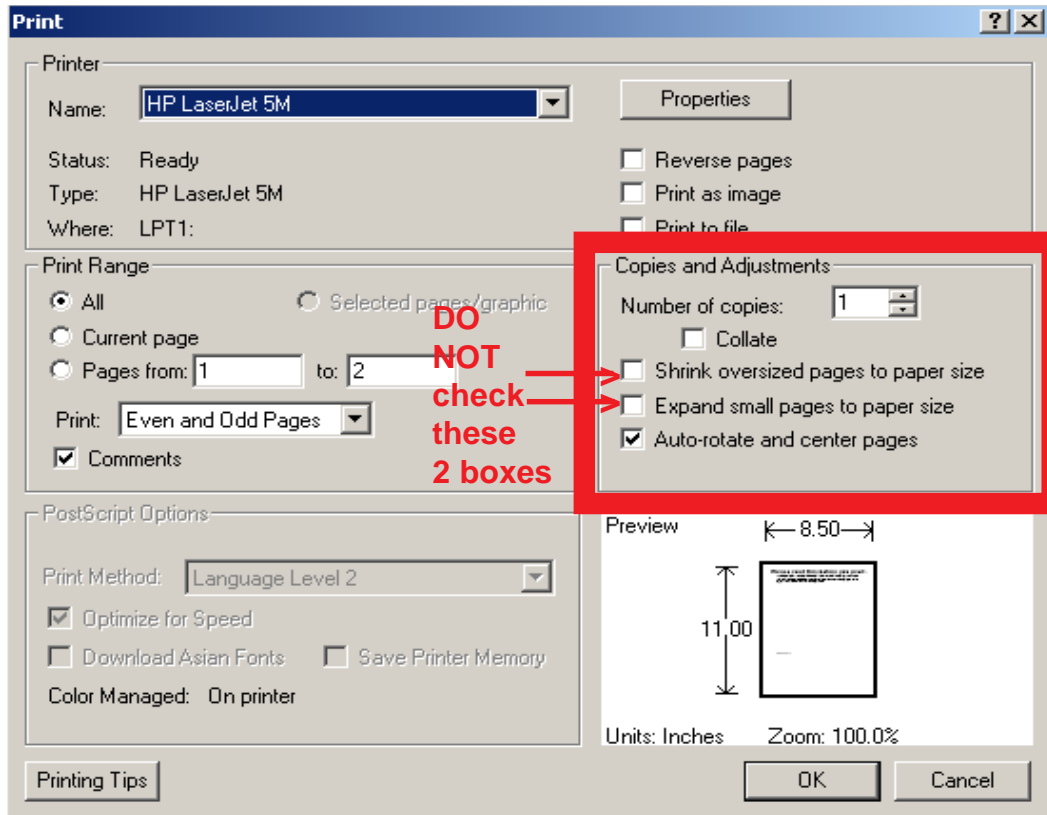 Print
Printer
Name: HP LaserJet 5M
Properties
Status: Ready
Type: HP LaserJet 5M
Where: LPT1:
Reverse pages
Print as image
Print to file
Print Range
All
Selected pages/graphic
Current page
Pages from: 1 to: 2
Print: Even and Odd Pages
Comments
DO
NOT
check
these
2 boxes
Copies and Adjustments
Number of copies: 1
Collate
Shrink oversized pages to paper size
Expand small pages to paper size
Auto-rotate and center pages
PostScript Options
Print Method: Language Level 2
Optimize for Speed
Download Asian Fonts
Save Printer Memory
Color Managed: On printer
Preview
8.50
11.00
Units: Inches Zoom: 100.0%
Printing Tips
OK
Cancel